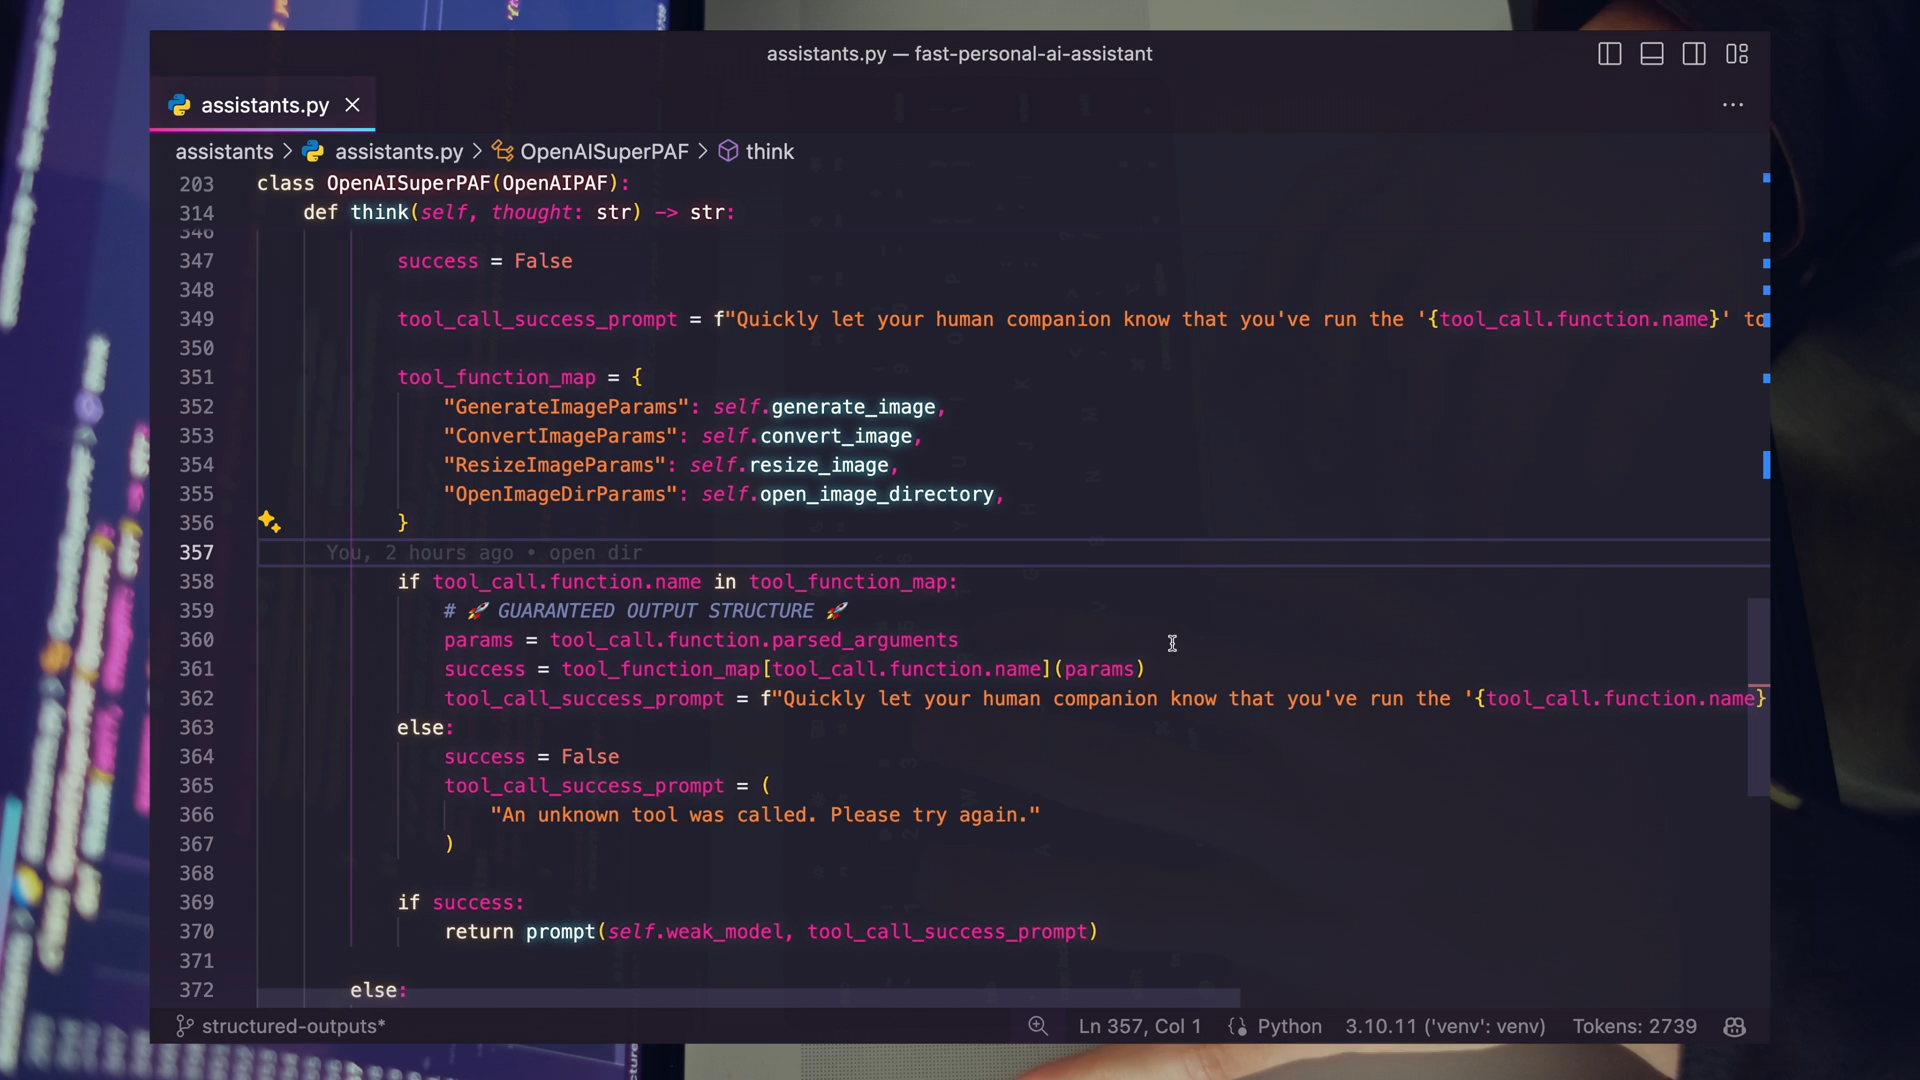 assistants.py — fast-personal-ai-assistant
assistants.py
assistants > assistants.py > OpenAISuperPAF > think
203 class OpenAISuperPAF(OpenAIPAF):
314 def think(self, thought: str) -> str:
346
347 success = False
348
349 tool_call_success_prompt = f"Quickly let your human companion know that you've run the '{tool_call.function.name}' to
350
351 tool_function_map = {
352 "GenerateImageParams": self.generate_image,
353 "ConvertImageParams": self.convert_image,
354 "ResizeImageParams": self.resize_image,
355 "OpenImageDirParams": self.open_image_directory,
356 }
357 You, 2 hours ago • open dir
358 if tool_call.function.name in tool_function_map:
359 # 🚀 GUARANTEED OUTPUT STRUCTURE 🚀
360 params = tool_call.function.parsed_arguments
361 success = tool_function_map[tool_call.function.name](params)
362 tool_call_success_prompt = f"Quickly let your human companion know that you've run the '{tool_call.function.name}
363 else:
364 success = False
365 tool_call_success_prompt = (
366 "An unknown tool was called. Please try again."
367 )
368
369 if success:
370 return prompt(self.weak_model, tool_call_success_prompt)
371
372 else:
structured-outputs* Ln 357, Col 1 Python 3.10.11 ('venv': venv) Tokens: 2739